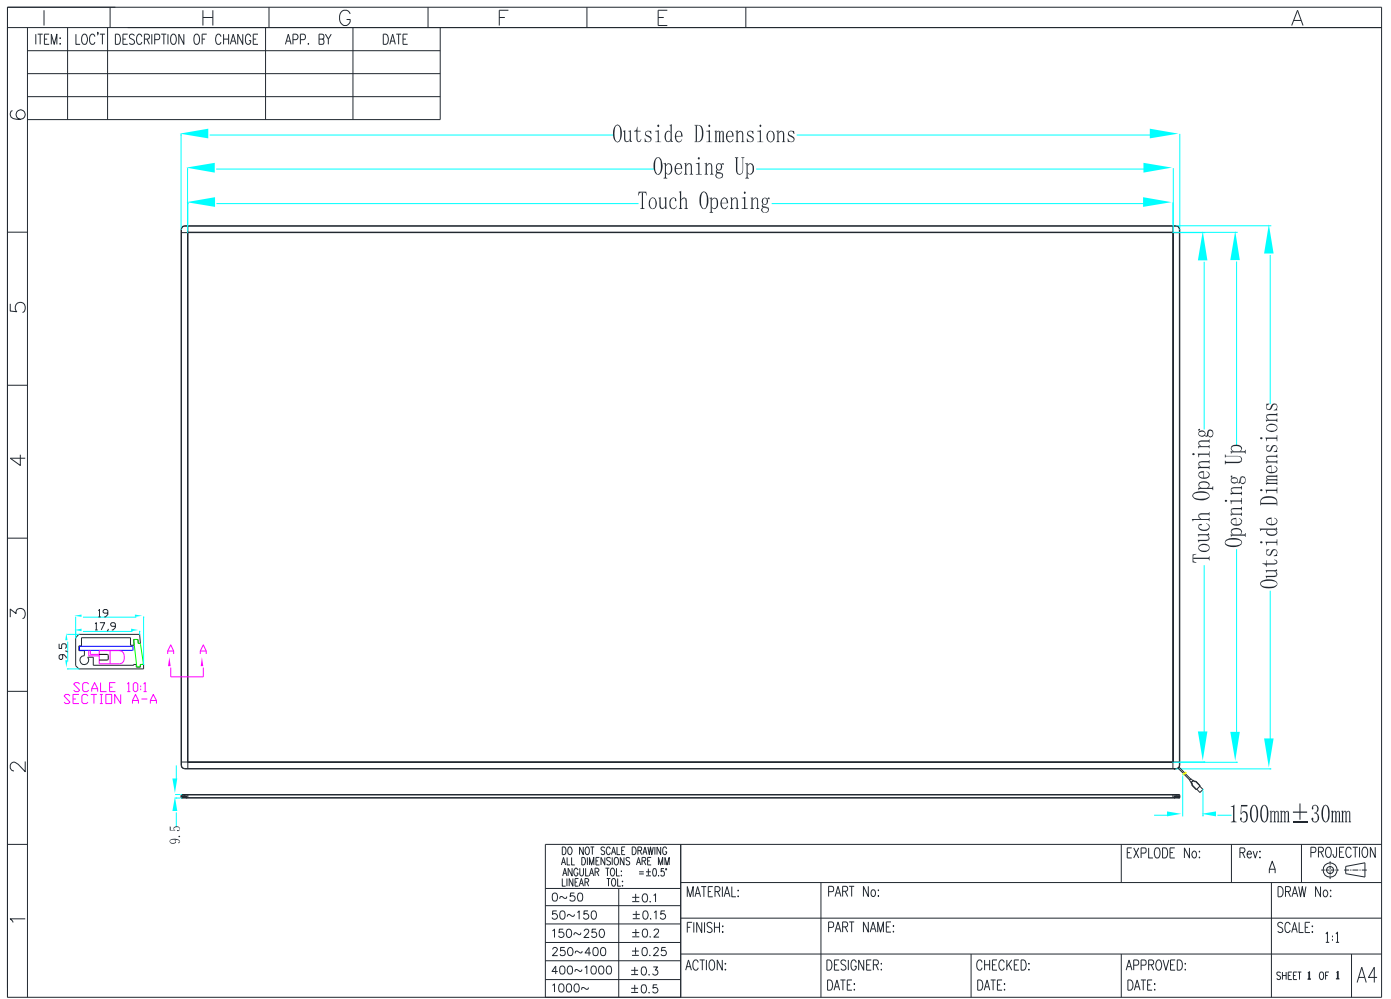 I H G F E A
ITEM: LOC'T DESCRIPTION OF CHANGE APP. BY DATE
6
Outside Dimensions
Opening Up
Touch Opening
5
4
Touch Opening
Opening Up
Outside Dimensions
3
19
17.9
9.5
A A
SCALE 10:1
SECTION A-A
2
9.5
1500mm±30mm
1
DO NOT SCALE DRAWING
ALL DIMENSIONS ARE MM
ANGULAR TOL: =±0.5°
LINEAR TOL:
0~50 ±0.1
50~150 ±0.15
150~250 ±0.2
250~400 ±0.25
400~1000 ±0.3
1000~ ±0.5
EXPLODE No: Rev: A PROJECTION
MATERIAL: PART No: DRAW No:
FINISH: PART NAME: SCALE: 1:1
ACTION: DESIGNER: CHECKED: APPROVED:
DATE: DATE: DATE:
SHEET 1 OF 1 A4